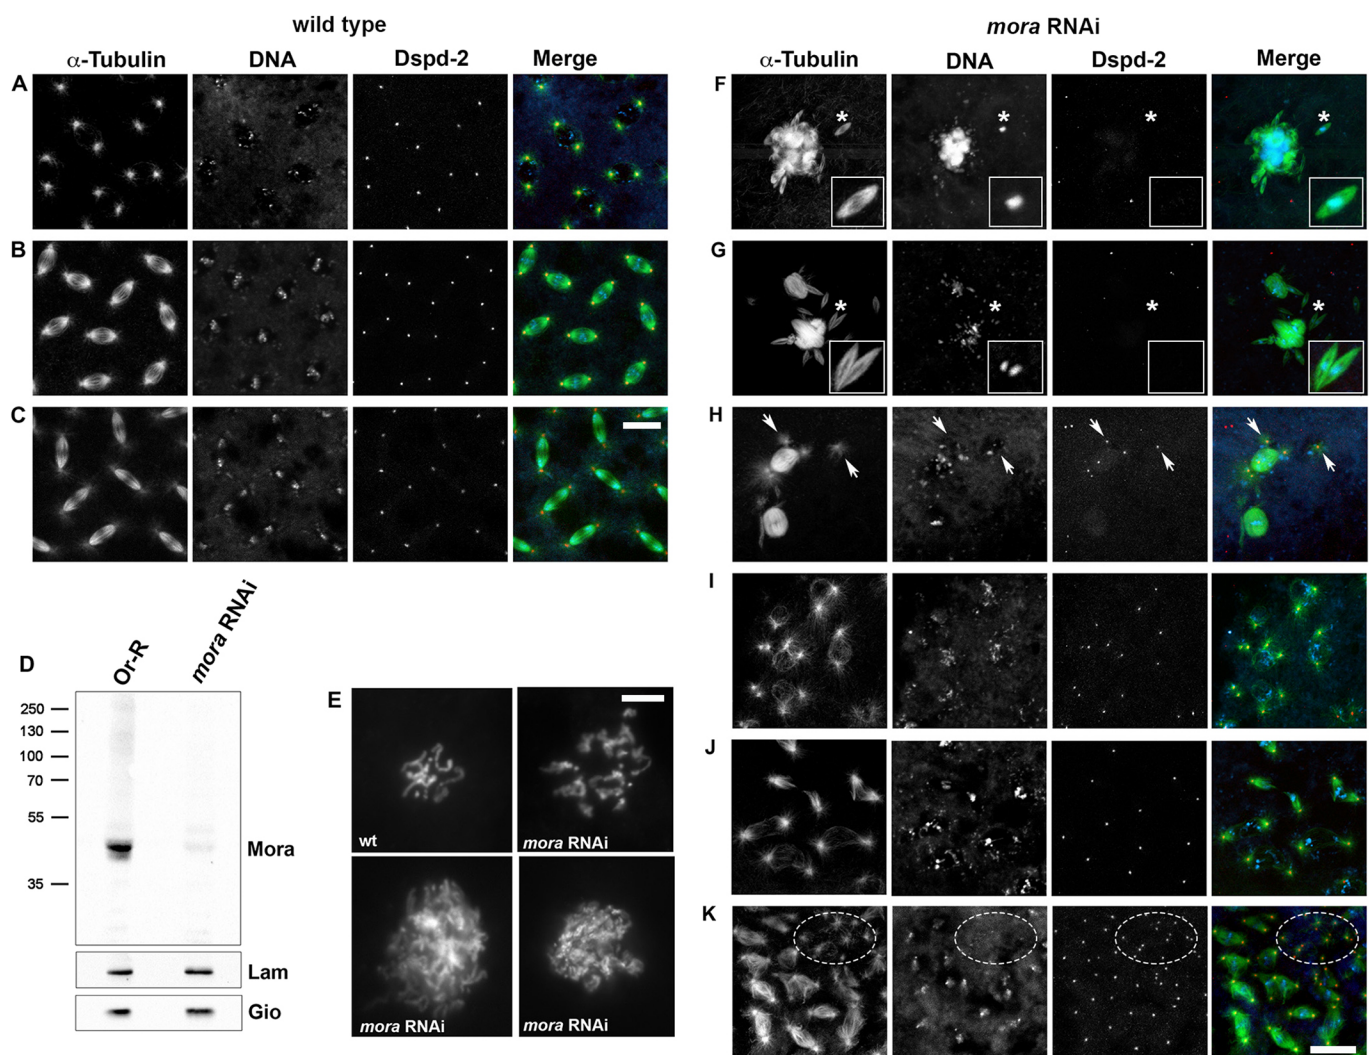 wild type
α-Tubulin DNA Dspd-2 Merge
A
B
C
D
Or-R
mora RNAi
250
130
100
70
55
35
Mora
Lam
Gio
E
wt
mora RNAi
mora RNAi
mora RNAi
mora RNAi
α-Tubulin DNA Dspd-2 Merge
F
* * * *
G
* * * *
H
I
J
K